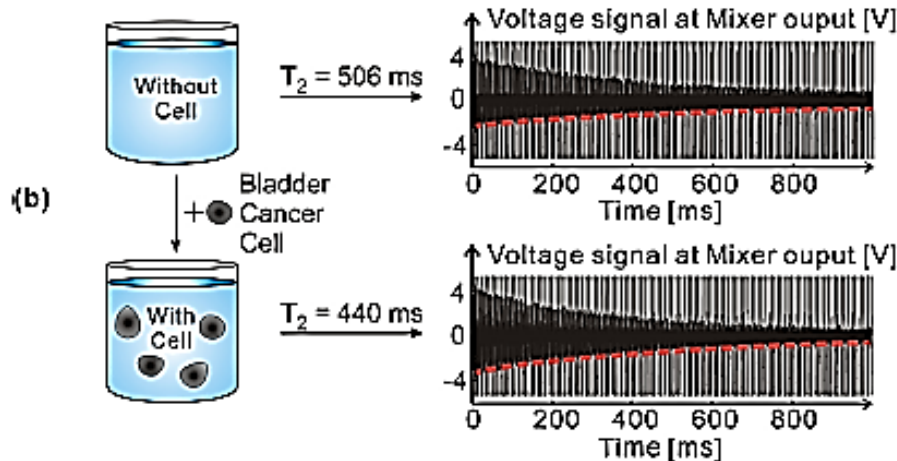 Voltage signal at Mixer ouput [V]
Without
Cell
T2 = 506 ms
4
0
-4
0 200 400 600 800
Time [ms]
(b)
+ Bladder
Cancer
Cell
Voltage signal at Mixer ouput [V]
With
Cell
T2 = 440 ms
4
0
-4
0 200 400 600 800
Time [ms]